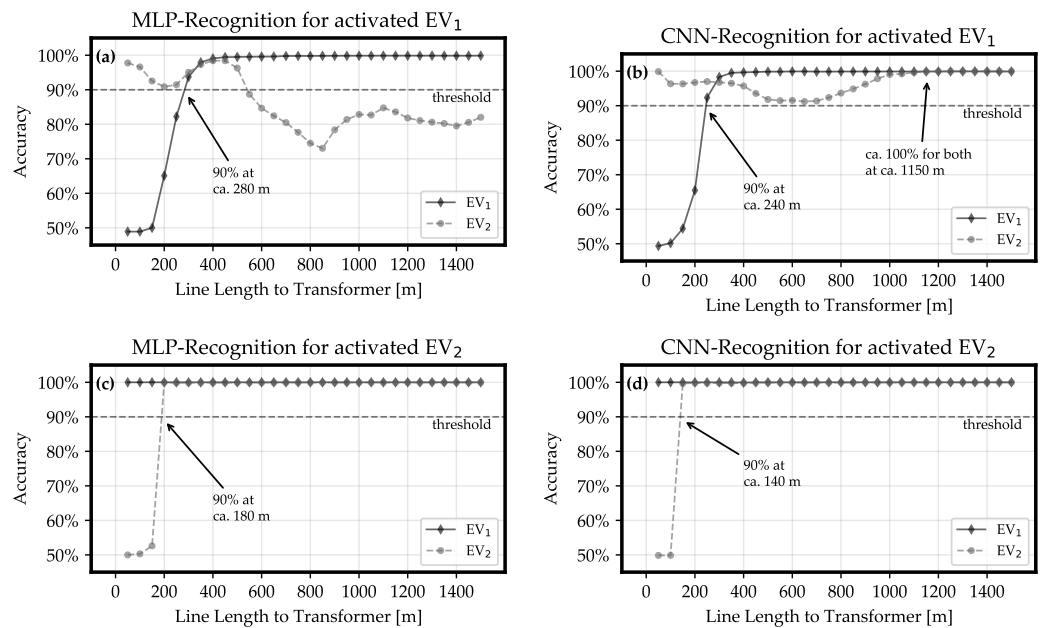 MLP-Recognition for activated EV₁
(a)
100%
90%
80%
70%
60%
50%
Accuracy
threshold
90% at
ca. 280 m
EV₁
EV₂
0 200 400 600 800 1000 1200 1400
Line Length to Transformer [m]
CNN-Recognition for activated EV₁
(b)
100%
90%
80%
70%
60%
50%
Accuracy
threshold
ca. 100% for both
at ca. 1150 m
90% at
ca. 240 m
EV₁
EV₂
0 200 400 600 800 1000 1200 1400
Line Length to Transformer [m]
MLP-Recognition for activated EV₂
(c)
100%
90%
80%
70%
60%
50%
Accuracy
threshold
90% at
ca. 180 m
EV₁
EV₂
0 200 400 600 800 1000 1200 1400
Line Length to Transformer [m]
CNN-Recognition for activated EV₂
(d)
100%
90%
80%
70%
60%
50%
Accuracy
threshold
90% at
ca. 140 m
EV₁
EV₂
0 200 400 600 800 1000 1200 1400
Line Length to Transformer [m]